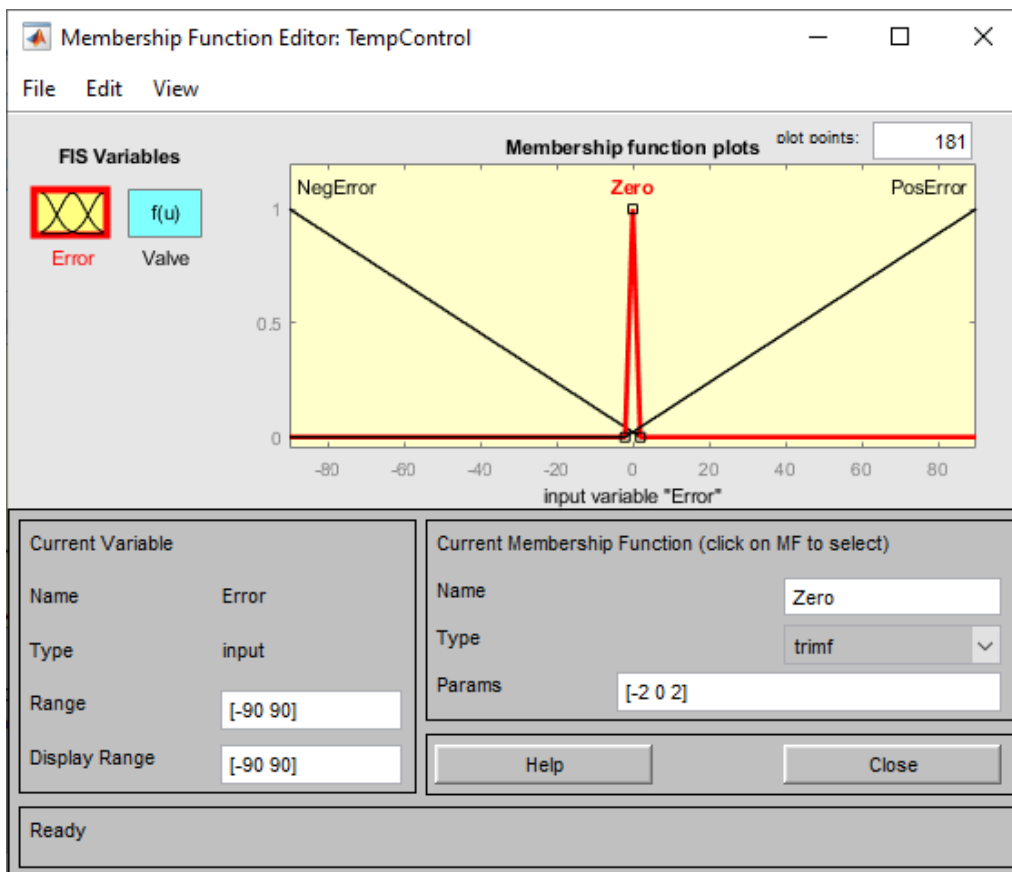 Membership Function Editor: TempControl
File Edit View
FIS Variables
f(u)
Error Valve
Membership function plots plot points: 181
NegError Zero PosError
1
0.5
0
-80 -60 -40 -20 0 20 40 60 80
input variable "Error"
Current Variable
Name Error
Type input
Range [-90 90]
Display Range [-90 90]
Current Membership Function (click on MF to select)
Name Zero
Type trimf
Params [-2 0 2]
Help Close
Ready